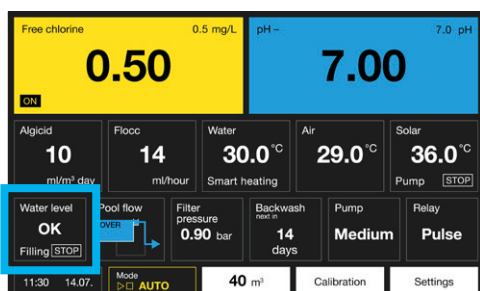 Free chlorine 0.5 mg/L pH – 7.0 pH
0.50 7.00
ON
Algicid Flocc Water Air Solar
10 14 30.0 °C 29.0 °C 36.0 °C
ml/m³ day ml/hour Smart heating Pump STOP
Water level Pool flow Filter pressure Backwash next in Pump Relay
OK OVER 0.90 bar 14 days Medium Pulse
Filling STOP
11:30 14.07. Mode AUTO 40 m³ Calibration Settings